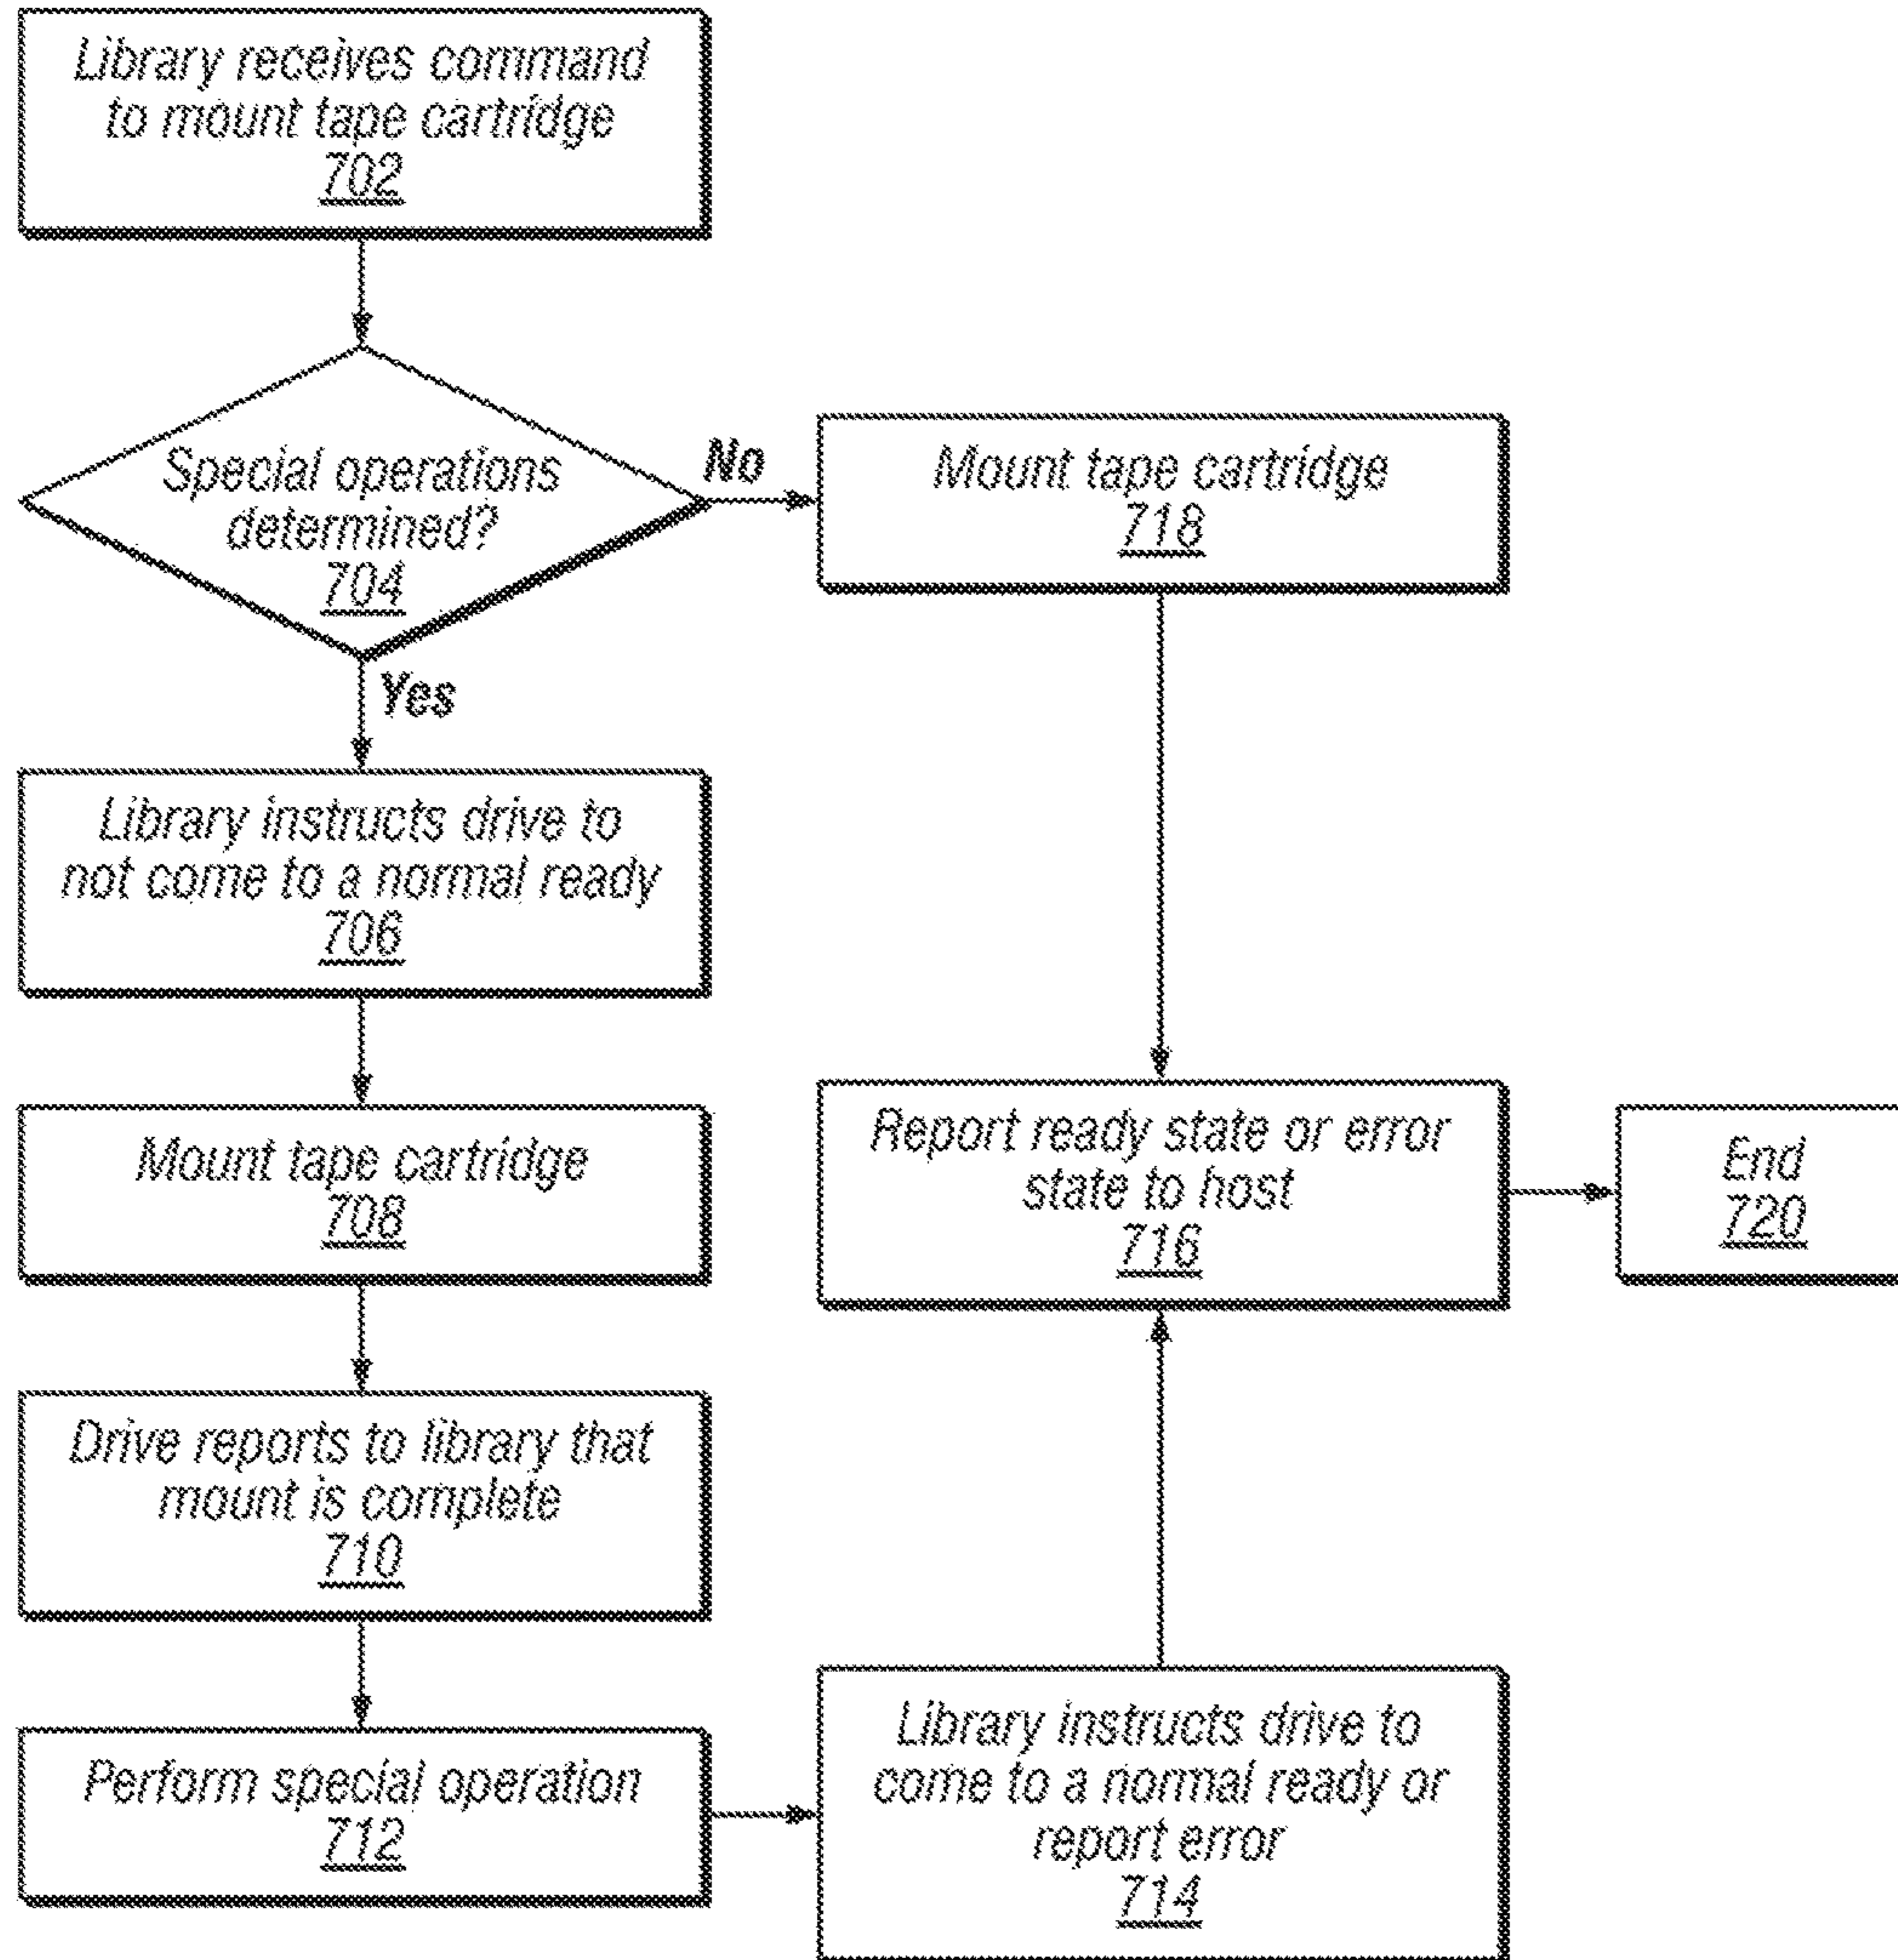 Library receives command
to mount tape cartridge
702
Special operations
determined?
704
No
Yes
Mount tape cartridge
718
Library instructs drive to
not come to a normal ready
706
Mount tape cartridge
708
Report ready state or error
state to host
716
End
720
Drive reports to library that
mount is complete
710
Perform special operation
712
Library instructs drive to
come to a normal ready or
report error
714